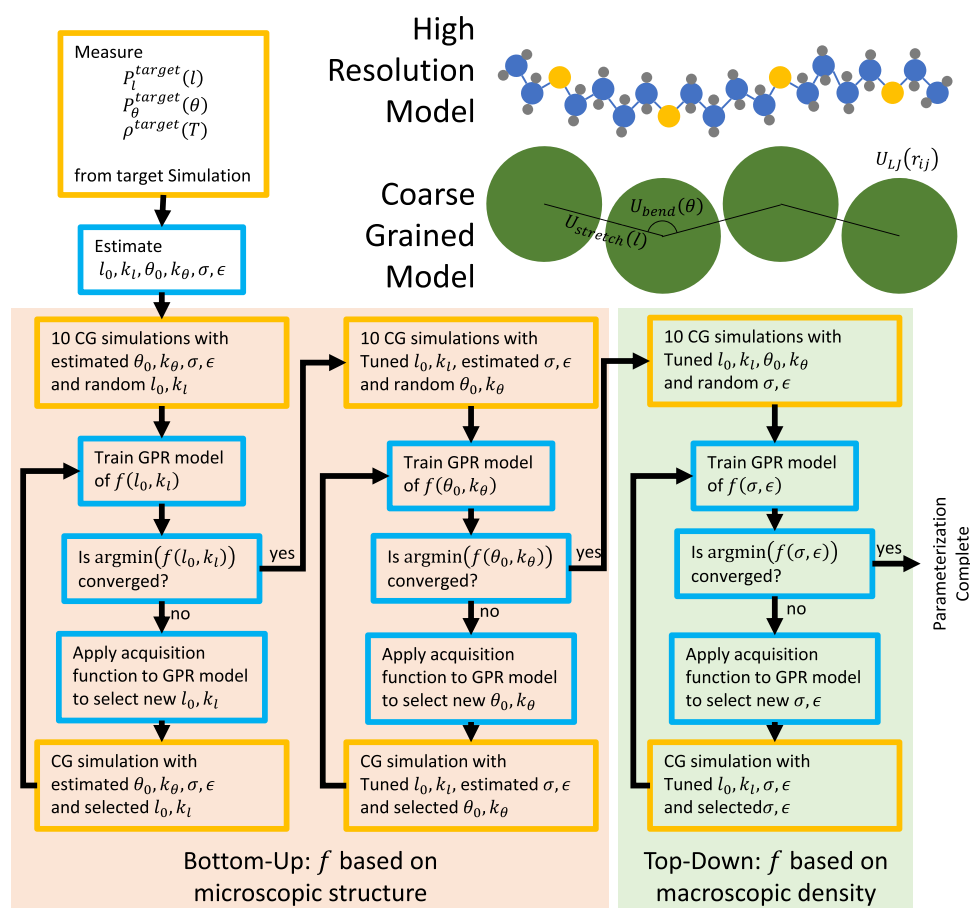 Measure
P_l^{target}(l)
P_θ^{target}(θ)
ρ^{target}(T)
from target Simulation
High
Resolution
Model
Coarse
Grained
Model
U_{LJ}(r_{ij})
U_{bend}(θ)
U_{stretch}(l)
Estimate
l_0, k_l, θ_0, k_θ, σ, ϵ
10 CG simulations with
estimated θ_0, k_θ, σ, ϵ
and random l_0, k_l
Train GPR model
of f(l_0, k_l)
Is argmin(f(l_0, k_l))
converged?
yes
no
Apply acquisition
function to GPR model
to select new l_0, k_l
CG simulation with
estimated θ_0, k_θ, σ, ϵ
and selected l_0, k_l
10 CG simulations with
Tuned l_0, k_l, estimated σ, ϵ
and random θ_0, k_θ
Train GPR model
of f(θ_0, k_θ)
Is argmin(f(θ_0, k_θ))
converged?
yes
no
Apply acquisition
function to GPR model
to select new θ_0, k_θ
CG simulation with
Tuned l_0, k_l, estimated σ, ϵ
and selected θ_0, k_θ
Bottom-Up: f based on
microscopic structure
10 CG simulations with
Tuned l_0, k_l, θ_0, k_θ
and random σ, ϵ
Train GPR model
of f(σ, ϵ)
Is argmin(f(σ, ϵ))
converged?
yes
no
Apply acquisition
function to GPR model
to select new σ, ϵ
CG simulation with
Tuned l_0, k_l, σ, ϵ
and selectedσ, ϵ
Top-Down: f based on
macroscopic density
Parameterization
Complete